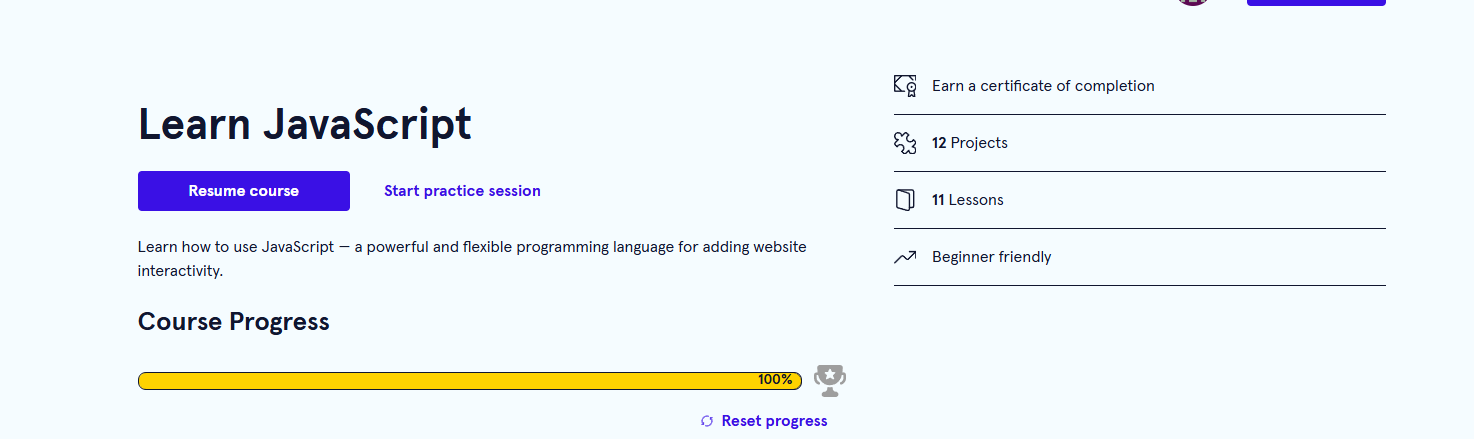 Learn JavaScript
Resume course
Start practice session
Learn how to use JavaScript — a powerful and flexible programming language for adding website
interactivity.
Course Progress
100%
Reset progress
Earn a certificate of completion
12 Projects
11 Lessons
Beginner friendly